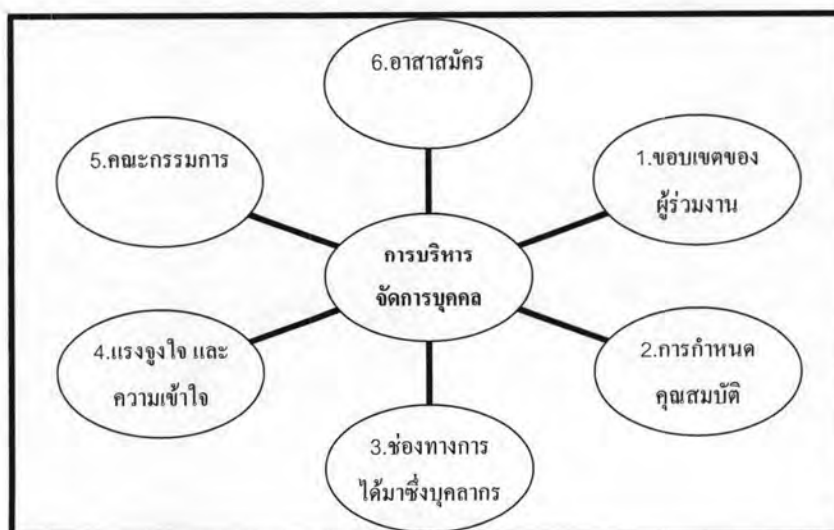 6.อาสาสมัคร
5.คณะกรรมการ
1.ขอบเขตของ
ผู้ร่วมงาน
การบริหาร
จัดการบุคคล
4.แรงจูงใจ และ
ความเข้าใจ
2.การกำหนด
คุณสมบัติ
3.ช่องทางการ
ได้มาซึ่งบุคลากร